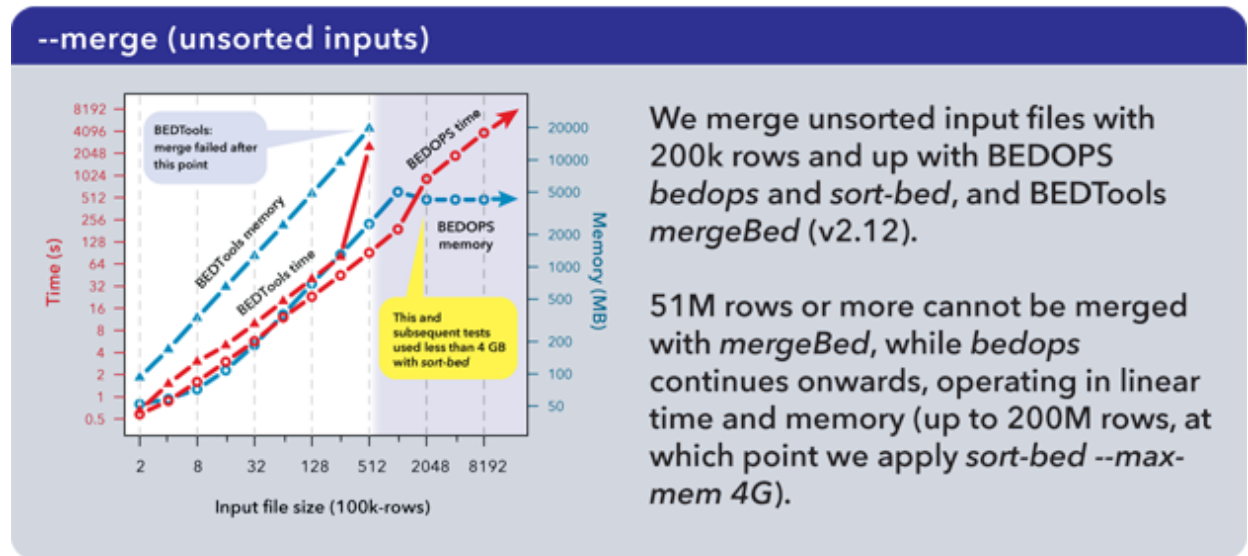 --merge (unsorted inputs)
8192
4096
2048
1024
512
256
128
64
32
16
8
4
2
1
0.5
Time (s)
BEDTools:
merge failed after
this point
BEDTools memory
BEDTools time
BEDOPS time
BEDOPS
memory
This and
subsequent tests
used less than 4 GB
with sort-bed
20000
10000
5000
2000
1000
500
200
100
50
Memory (MB)
2 8 32 128 512 2048 8192
Input file size (100k-rows)
We merge unsorted input files with
200k rows and up with BEDOPS
bedops and sort-bed, and BEDTools
mergeBed (v2.12).
51M rows or more cannot be merged
with mergeBed, while bedops
continues onwards, operating in linear
time and memory (up to 200M rows, at
which point we apply sort-bed --max-
mem 4G).